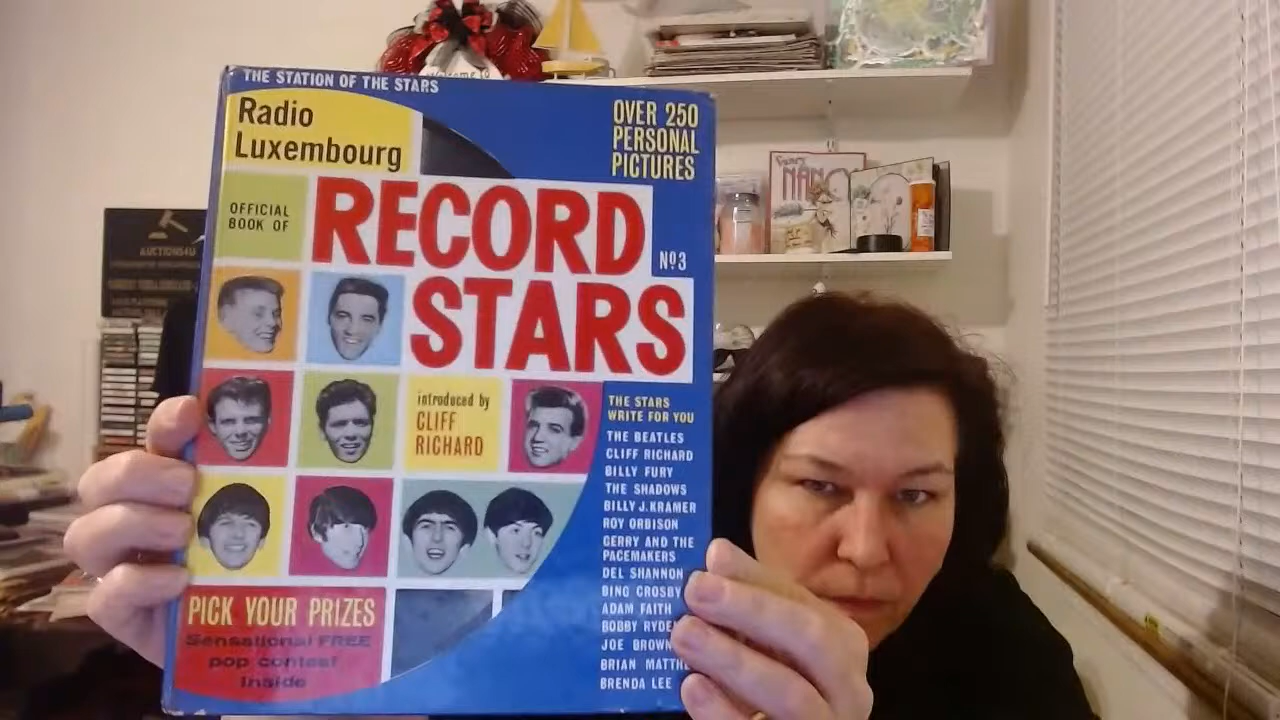 THE STATION OF THE STARS
Radio
Luxembourg
OVER 250
PERSONAL
PICTURES
OFFICIAL
BOOK OF
RECORD
STARS
Nº3
introduced by
CLIFF
RICHARD
THE STARS
WRITE FOR YOU
THE BEATLES
CLIFF RICHARD
BILLY FURY
THE SHADOWS
BILLY J. KRAMER
ROY ORBISON
GERRY AND THE
PACEMAKERS
DEL SHANNON
BING CROSBY
ADAM FAITH
BOBBY RYDE
JOE BROWN
BRIAN MATTH
BRENDA LEE
PICK YOUR PRIZES
Sensational FREE
pop contest
Inside
AUCTIONS4U